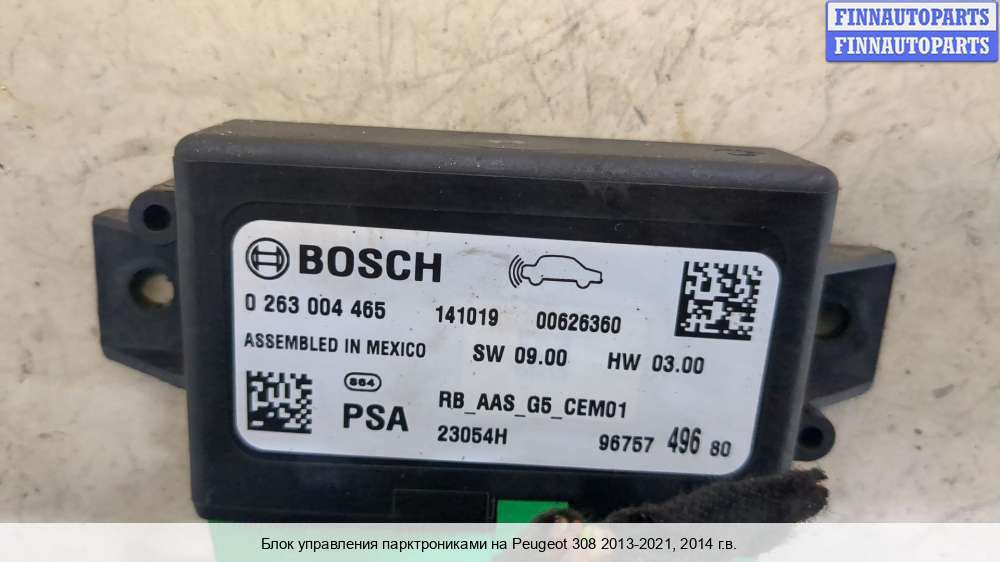 FINNAUTOPARTS
FINNAUTOPARTS
BOSCH
0 263 004 465 141019 00626360
ASSEMBLED IN MEXICO SW 09.00 HW 03.00
864
PSA RB_AAS_G5_CEM01
23054H 96757 496 80
Блок управления парктрониками на Peugeot 308 2013-2021, 2014 г.в.